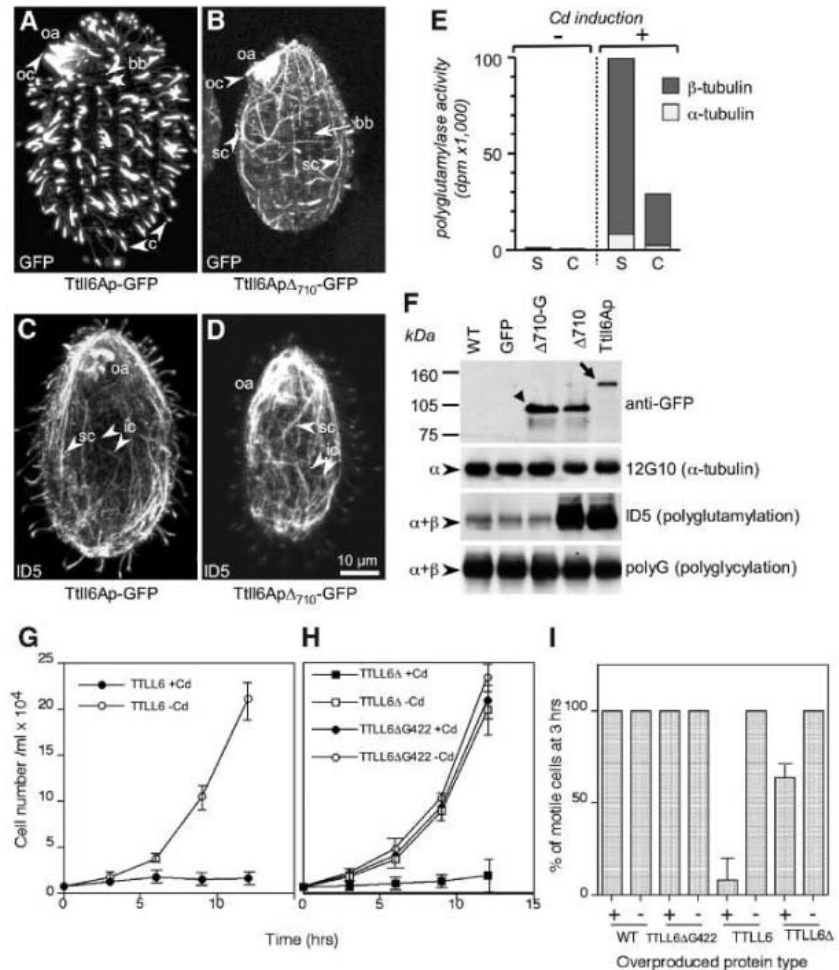 A
oa
oc
bb
c
GFP
Ttll6Ap-GFP
B
oa
oc
bb
sc
sc
GFP
Ttll6ApΔ710-GFP
C
oa
sc
ic
ID5
Ttll6Ap-GFP
D
oa
sc
ic
ID5
10 µm
Ttll6ApΔ710-GFP
E
Cd induction
- +
polyglutamylase activity
(dpm x1,000)
100
50
0
S C S C
β-tubulin
α-tubulin
F
kDa
WT
GFP
Δ710-G
Δ710
Ttll6Ap
160
105
75
anti-GFP
α
12G10 (α-tubulin)
α+β
ID5 (polyglutamylation)
α+β
polyG (polyglycylation)
G
Cell number /ml x 10^4
25
20
15
10
5
0
TTLL6 +Cd
TTLL6 -Cd
0 5 10
H
TTLL6Δ +Cd
TTLL6Δ -Cd
TTLL6ΔG422 +Cd
TTLL6ΔG422 -Cd
0 5 10 15
Time (hrs)
I
% of motile cells at 3 hrs
100
50
0
+ - + - + - + -
WT TTLL6ΔG422 TTLL6 TTLL6Δ
Overproduced protein type